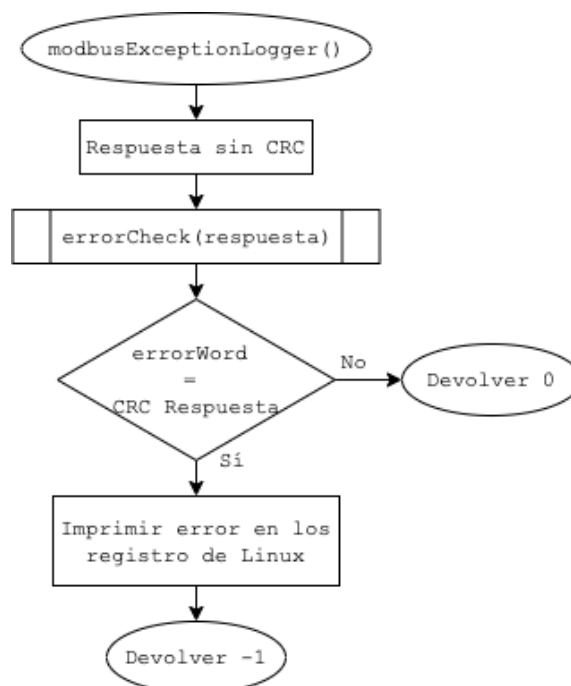 modbusExceptionLogger()
Respuesta sin CRC
errorCheck(respuesta)
errorWord
=
CRC Respuesta
No
Devolver 0
Sí
Imprimir error en los
registro de Linux
Devolver -1